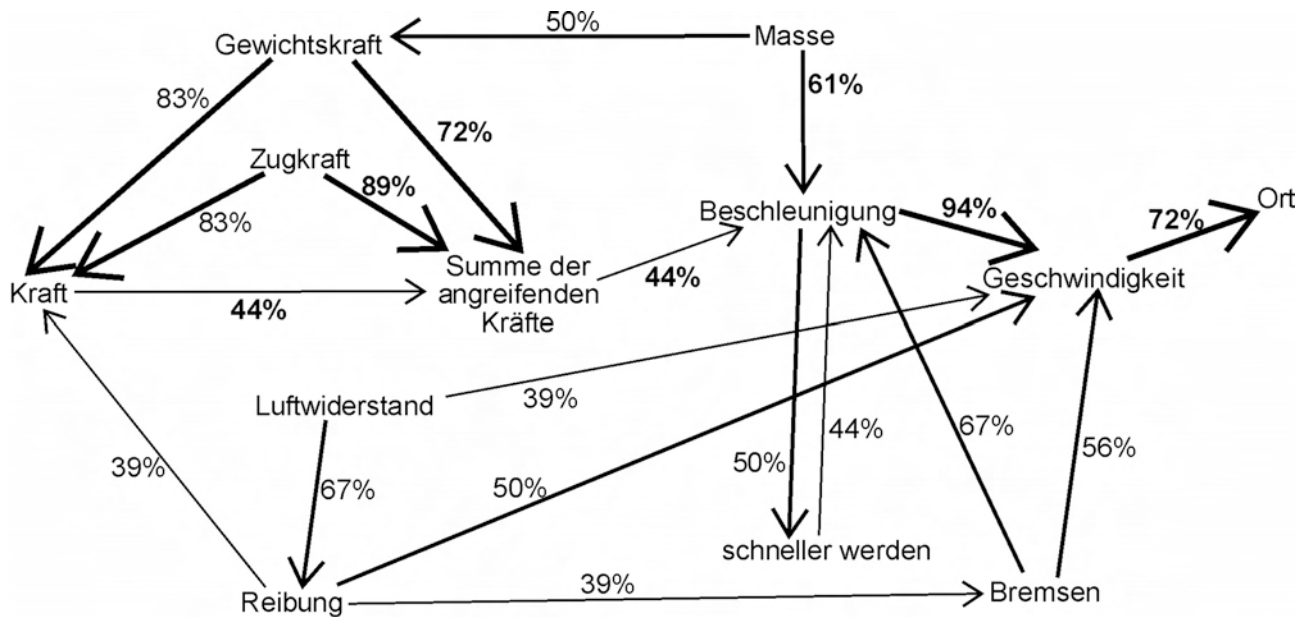 50%
Masse
Gewichtskraft
61%
83%
72%
Zugkraft
89%
83%
Beschleunigung
94%
72%
Ort
Kraft
44%
Summe der
angreifenden
Kräfte
44%
Geschwindigkeit
Luftwiderstand
39%
39%
67%
50%
50%
44%
67%
56%
schneller werden
Reibung
39%
Bremsen